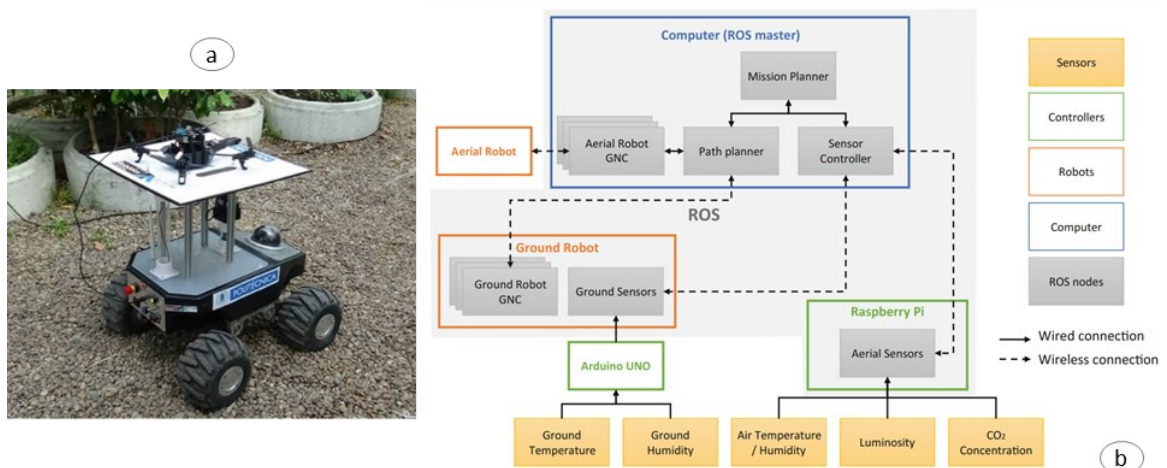 a
POLITECNICA
Computer (ROS master)
Mission Planner
Aerial Robot
Aerial Robot
GNC
Path planner
Sensor
Controller
ROS
Ground Robot
Ground Robot
GNC
Ground Sensors
Raspberry Pi
Aerial Sensors
Arduino UNO
Ground
Temperature
Ground
Humidity
Air Temperature
/ Humidity
Luminosity
CO₂
Concentration
Sensors
Controllers
Robots
Computer
ROS nodes
Wired connection
Wireless connection
b